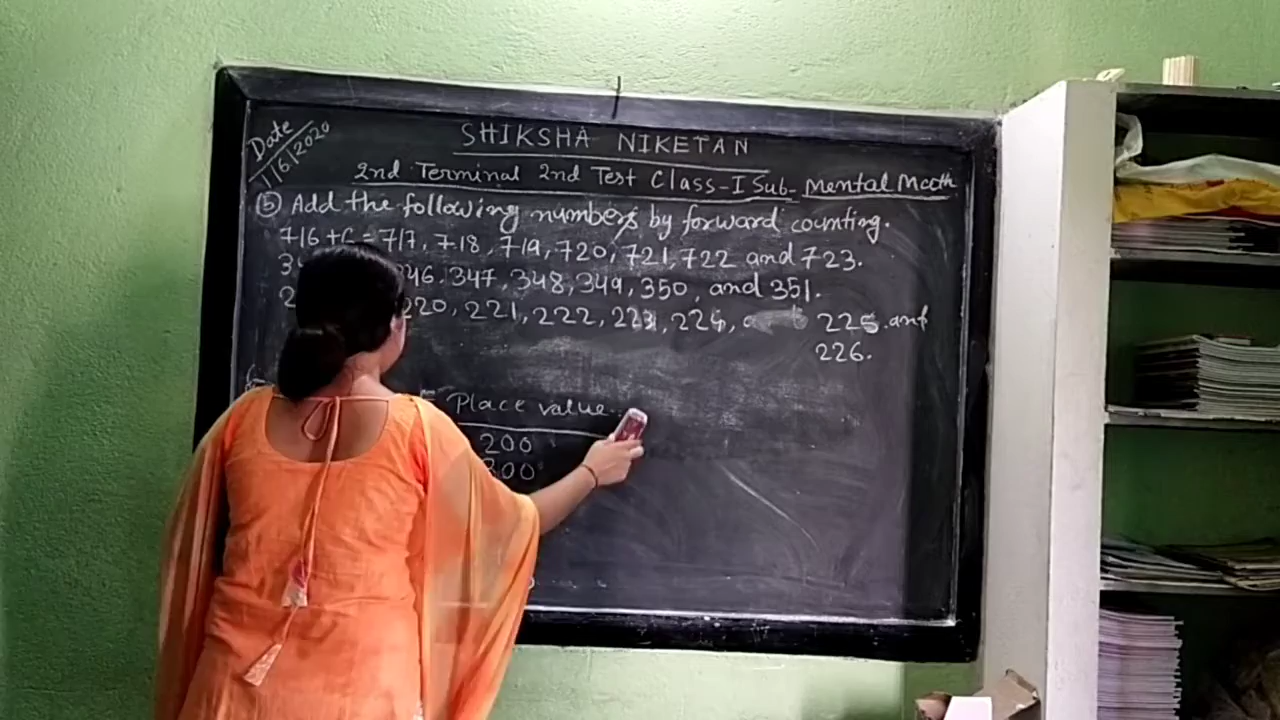 Date
1/6/2020
SHIKSHA NIKETAN
2nd Terminal 2nd Test Class-I Sub- Mental Math
⑤ Add the following numbers by forward counting.
716 + 6 = 717, 718, 719, 720, 721, 722 and 723.
346, 347, 348, 349, 350, and 351.
220, 221, 222, 223, 224, 225 and
226.
Place value
200